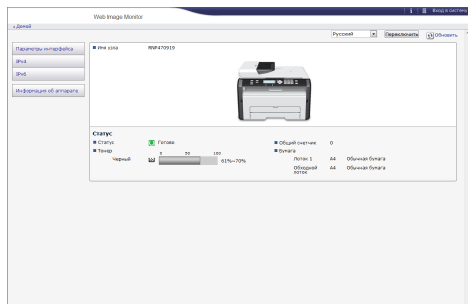 Web Image Monitor
Вход в систему
Домой
Русский Переключить Обновить
Параметры интерфейса
IPv4
IPv6
Информация об аппарате
Имя узла RNP470919
Статус
Статус Готово
Общий счетчик 0
Тонер
Бумага
0 50 100
Черный 61%~70%
Лоток 1 A4 Обычная бумага
Обходной лоток A4 Обычная бумага